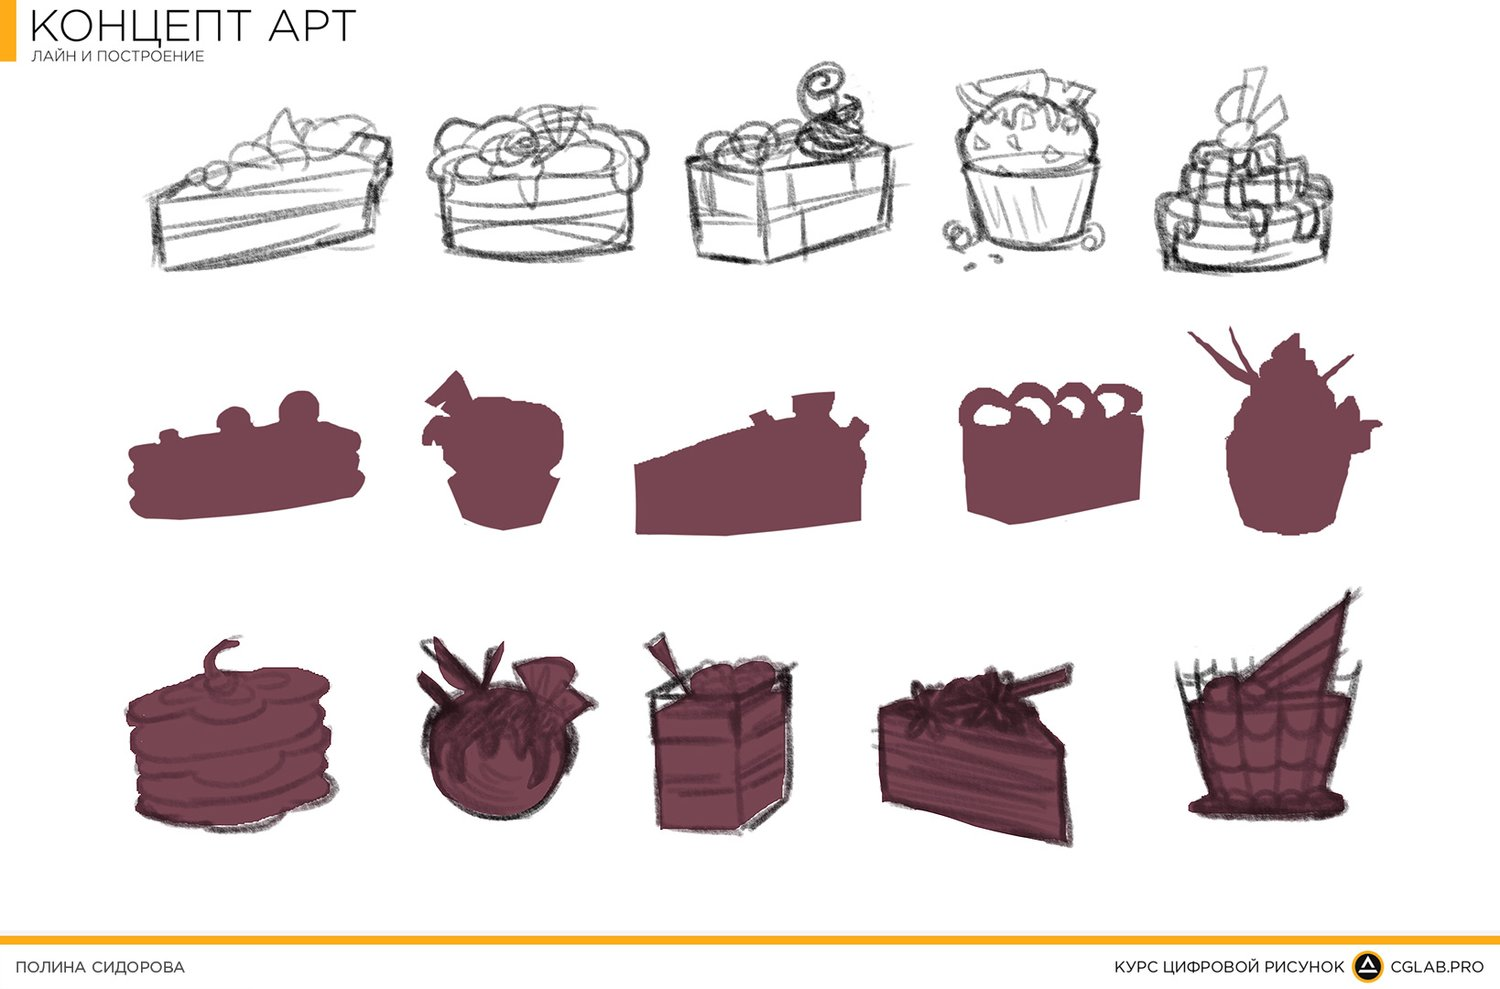 КОНЦЕПТ АРТ
ЛАЙН И ПОСТРОЕНИЕ
ПОЛИНА СИДОРОВА
КУРС ЦИФРОВОЙ РИСУНОК CGLAB.PRO